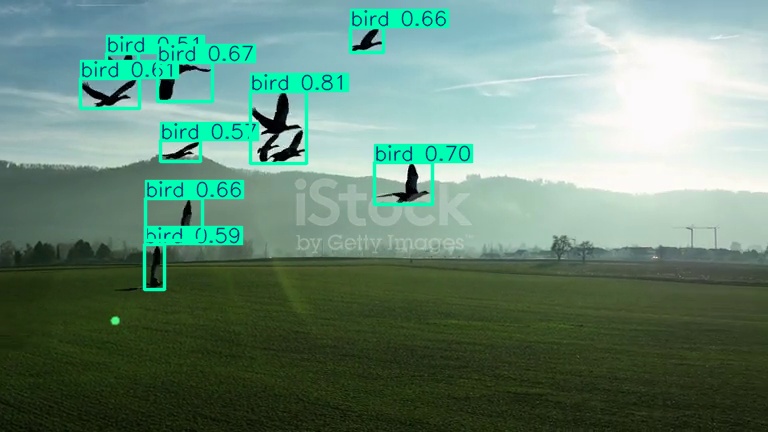 bird 0.66
bird 0.51
bird 0.67
bird 0.61
bird 0.81
bird 0.57
bird 0.70
bird 0.66
iStock
by Getty Images™
bird 0.59